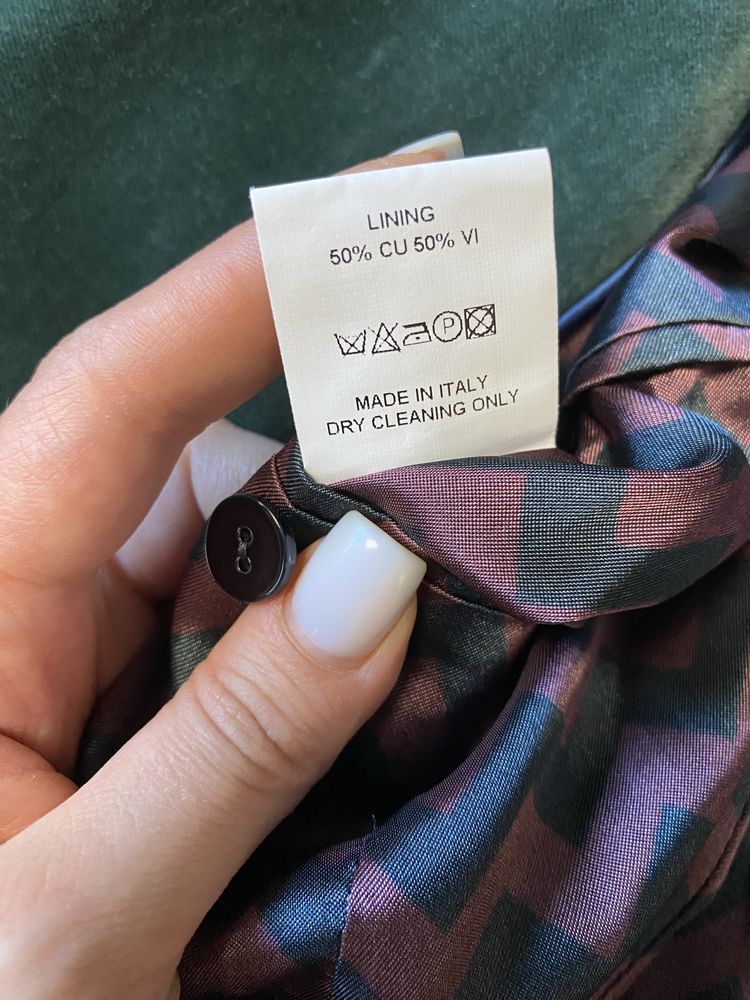 LINING
50% CU 50% VI
P
MADE IN ITALY
DRY CLEANING ONLY